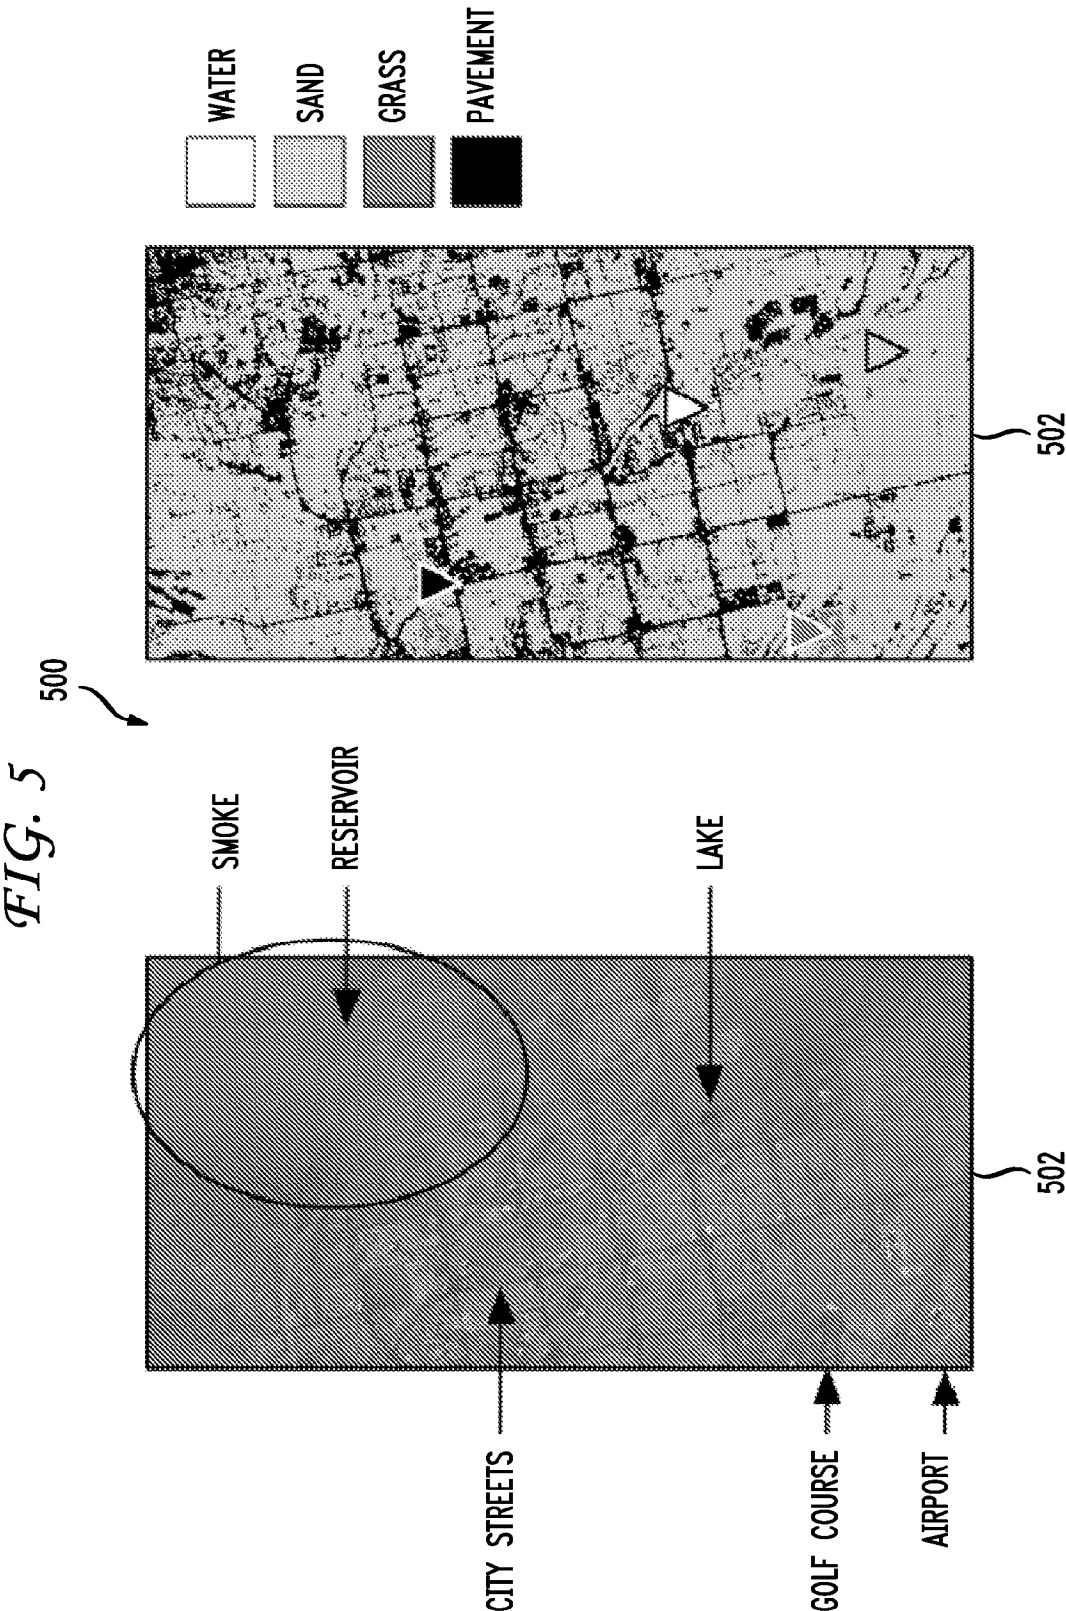 FIG. 5
500
SMOKE
RESERVOIR
LAKE
CITY STREETS
GOLF COURSE
AIRPORT
502
WATER
SAND
GRASS
PAVEMENT
502